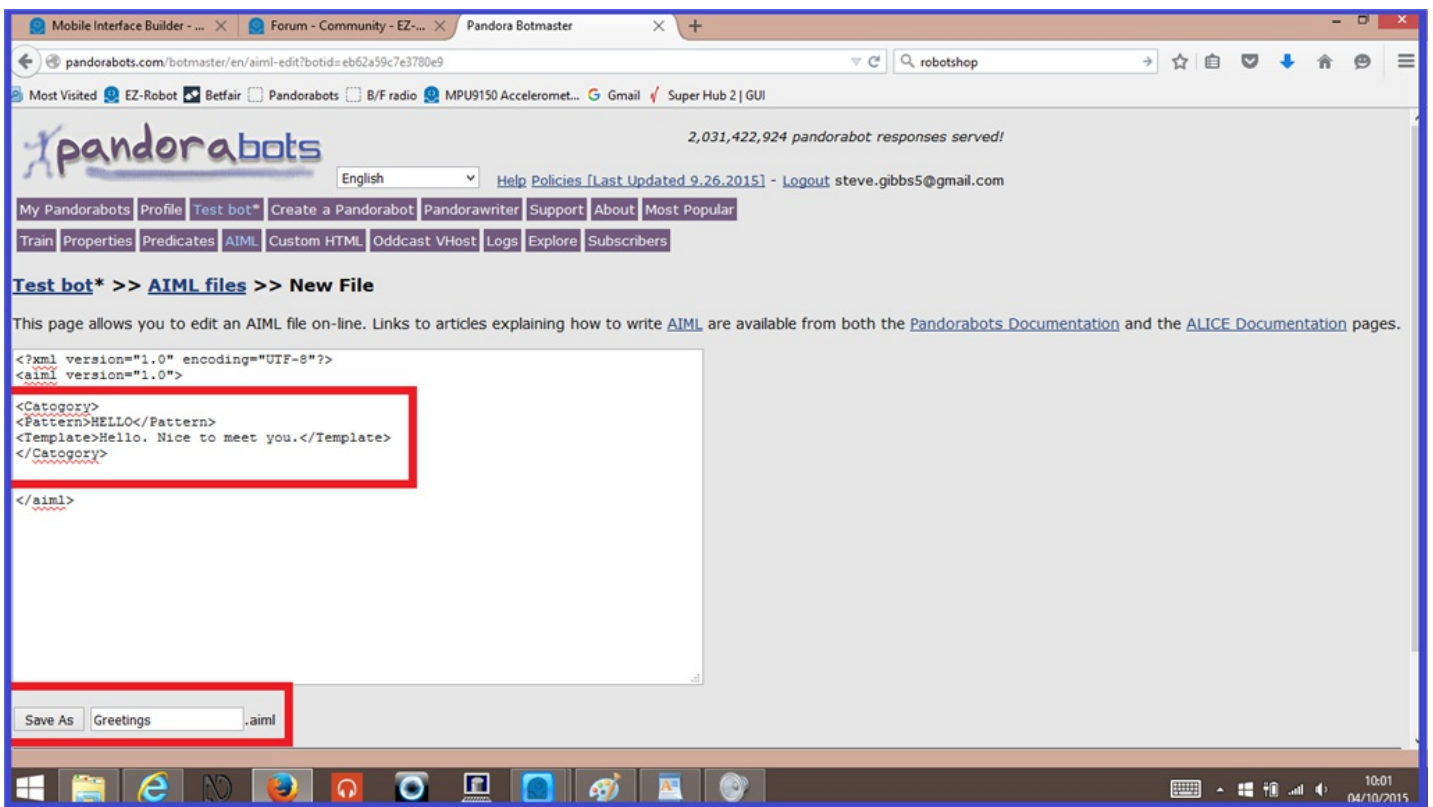 Mobile Interface Builder - ...
Forum - Community - EZ-...
Pandora Botmaster
pandorabots.com/botmaster/en/aiml-edit?botid=eb62a59c7e3780e9
robotshop
Most Visited EZ-Robot Betfair Pandorabots B/F radio MPU9150 Acceleromet... Gmail Super Hub 2 | GUI
pandorabots
2,031,422,924 pandorabot responses served!
English
Help Policies [Last Updated 9.26.2015] - Logout steve.gibbs5@gmail.com
My Pandorabots Profile Test bot* Create a Pandorabot Pandorawriter Support About Most Popular
Train Properties Predicates AIML Custom HTML Oddcast VHost Logs Explore Subscribers
Test bot* >> AIML files >> New File
This page allows you to edit an AIML file on-line. Links to articles explaining how to write AIML are available from both the Pandorabots Documentation and the ALICE Documentation pages.
<?xml version="1.0" encoding="UTF-8"?>
<aiml version="1.0">
<Catogory>
<Pattern>HELLO</Pattern>
<Template>Hello. Nice to meet you.</Template>
</Catogory>
</aiml>
Save As Greetings .aiml
10:01
04/10/2015